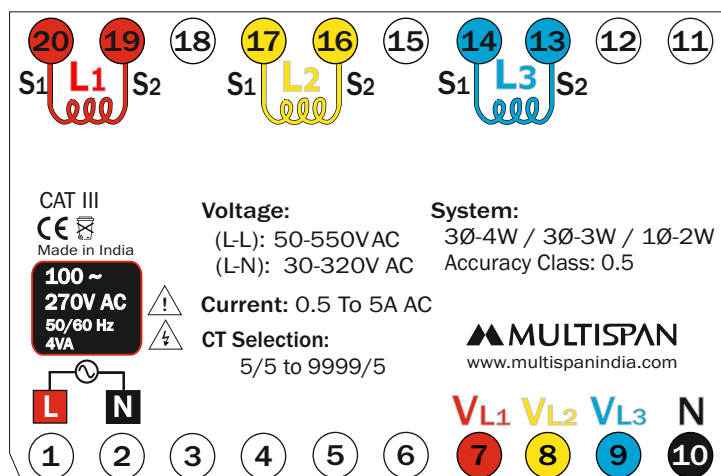 20 19 18 17 16 15 14 13 12 11
S1 L1 S2 S1 L2 S2 S1 L3 S2
CAT III
CE
Made in India
100 ~
270V AC
50/60 Hz
4VA
Voltage:
(L-L): 50-550V AC
(L-N): 30-320V AC
Current: 0.5 To 5A AC
CT Selection:
5/5 to 9999/5
System:
3Ø-4W / 3Ø-3W / 1Ø-2W
Accuracy Class: 0.5
MULTISPAN
www.multispanindia.com
L N
VL1 VL2 VL3 N
1 2 3 4 5 6 7 8 9 10